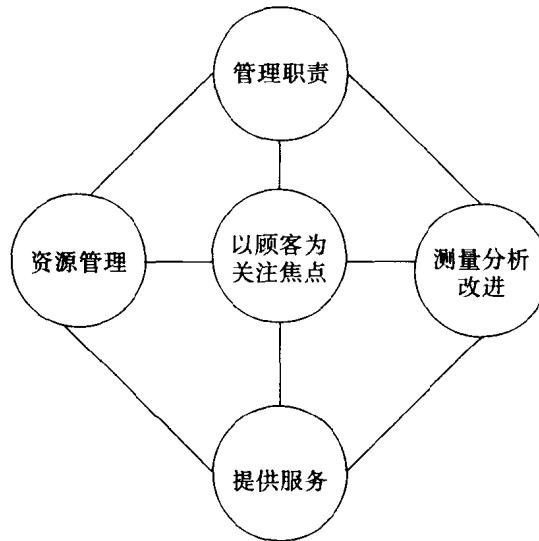 管理职责
资源管理
以顾客为
关注焦点
测量分析
改进
提供服务